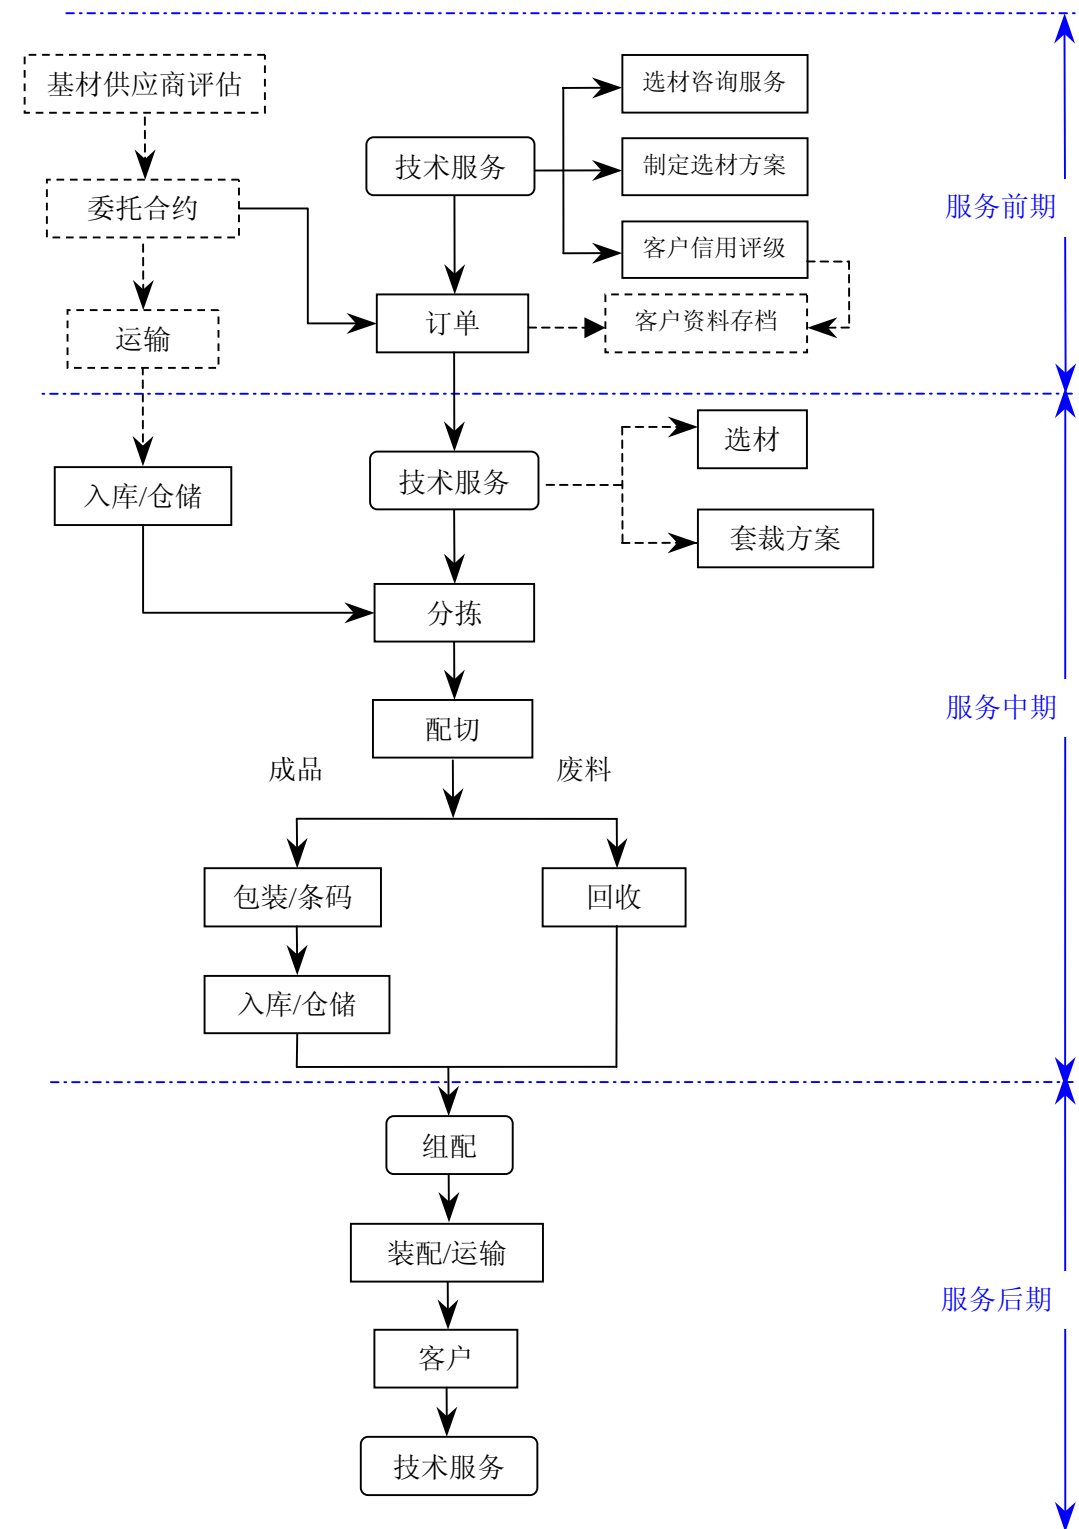 基材供应商评估
选材咨询服务
技术服务
制定选材方案
委托合约
服务前期
客户信用评级
运输
订单
客户资料存档
选材
入库/仓储
技术服务
套裁方案
分拣
服务中期
配切
成品
废料
包装/条码
回收
入库/仓储
组配
装配/运输
服务后期
客户
技术服务